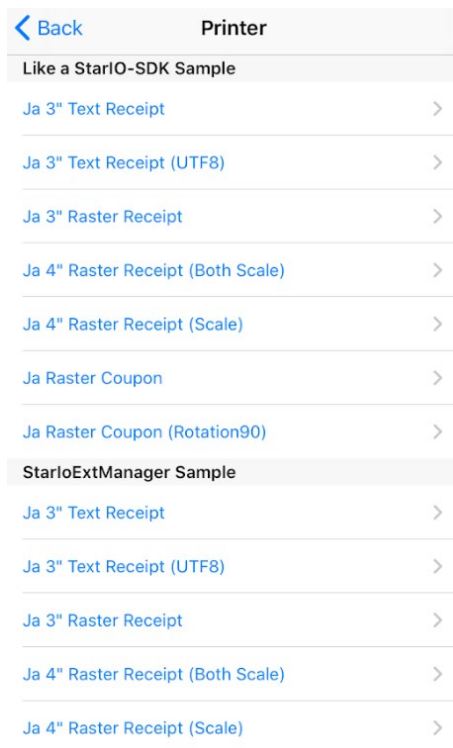 Back
Printer
Like a StarIO-SDK Sample
Ja 3" Text Receipt
Ja 3" Text Receipt (UTF8)
Ja 3" Raster Receipt
Ja 4" Raster Receipt (Both Scale)
Ja 4" Raster Receipt (Scale)
Ja Raster Coupon
Ja Raster Coupon (Rotation90)
StarIoExtManager Sample
Ja 3" Text Receipt
Ja 3" Text Receipt (UTF8)
Ja 3" Raster Receipt
Ja 4" Raster Receipt (Both Scale)
Ja 4" Raster Receipt (Scale)